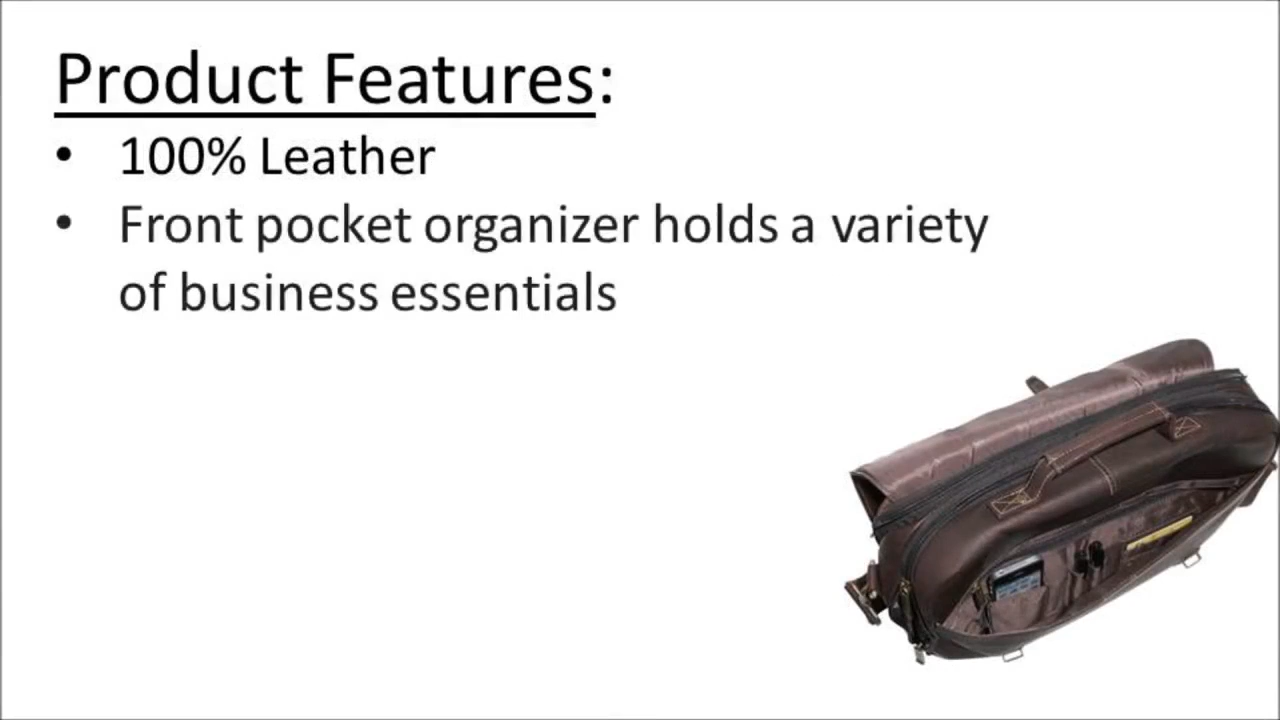 Product Features:
• 100% Leather
• Front pocket organizer holds a variety
of business essentials